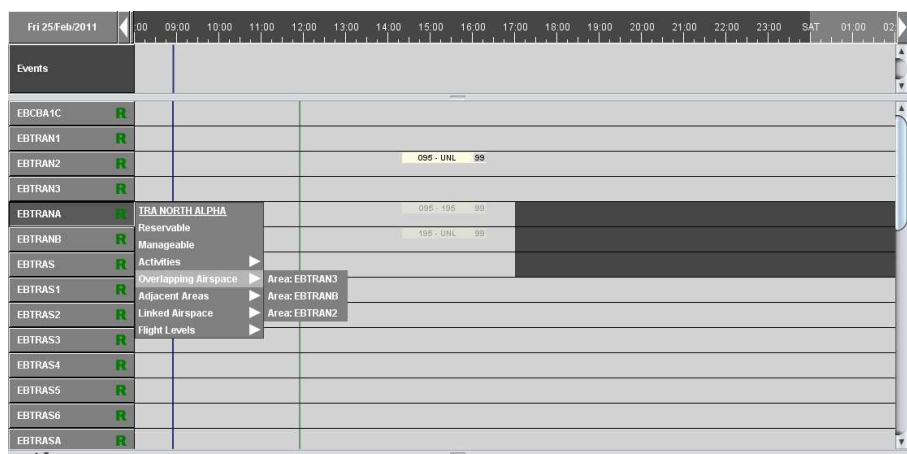 Fri 25/Feb/2011 :00 09:00 10:00 11:00 12:00 13:00 14:00 15:00 16:00 17:00 18:00 19:00 20:00 21:00 22:00 23:00 SAT 01:00 02
Events
EBCBA1C R
EBTRAN1 R
EBTRAN2 R 095 - UNL 99
EBTRAN3 R
EBTRANA R TRA NORTH ALPHA 095 - 195 99
Reservable
EBTRANB R 195 - UNL 99
Manageable
EBTRAS R Activities
Overlapping Airspace Area: EBTRAN3
EBTRAS1 R Adjacent Areas Area: EBTRANB
EBTRAS2 R Linked Airspace Area: EBTRAN2
Flight Levels
EBTRAS3 R
EBTRAS4 R
EBTRAS5 R
EBTRAS6 R
EBTRASA R